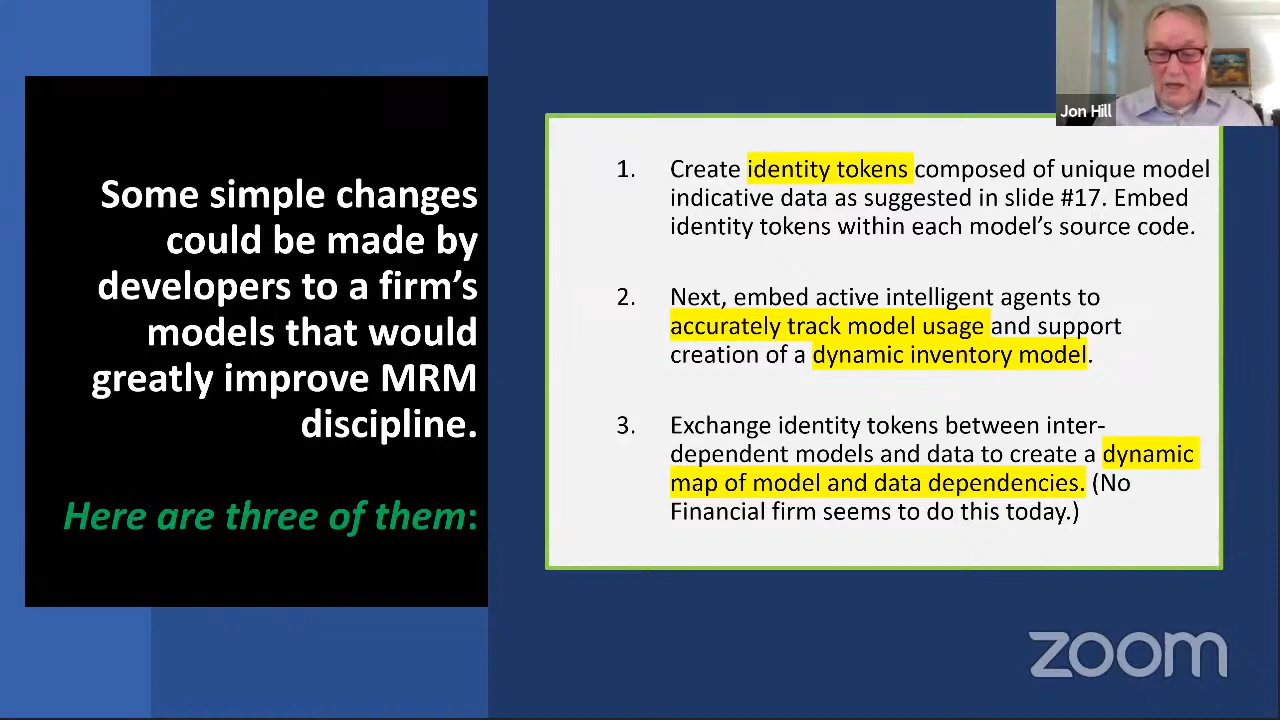 Some simple changes
could be made by
developers to a firm's
models that would
greatly improve MRM
discipline.
Here are three of them:
Jon Hill
1. Create identity tokens composed of unique model
indicative data as suggested in slide #17. Embed
identity tokens within each model's source code.
2. Next, embed active intelligent agents to
accurately track model usage and support
creation of a dynamic inventory model.
3. Exchange identity tokens between inter-
dependent models and data to create a dynamic
map of model and data dependencies. (No
Financial firm seems to do this today.)
zoom